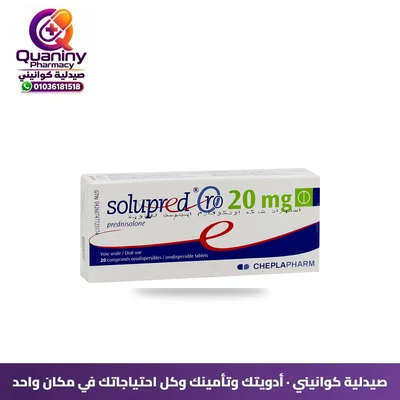 Quaniny
Pharmacy
صيدلية كوانيني
01036181518
solupred® Oro 20 mg
prednisolone
Voie orale / Oral use
20 comprimés orodispersibles / orodispersible tablets
CHEPLAPHARM
صيدلية كوانيني - أدويتك وتأمينك وكل احتياجاتك في مكان واحد